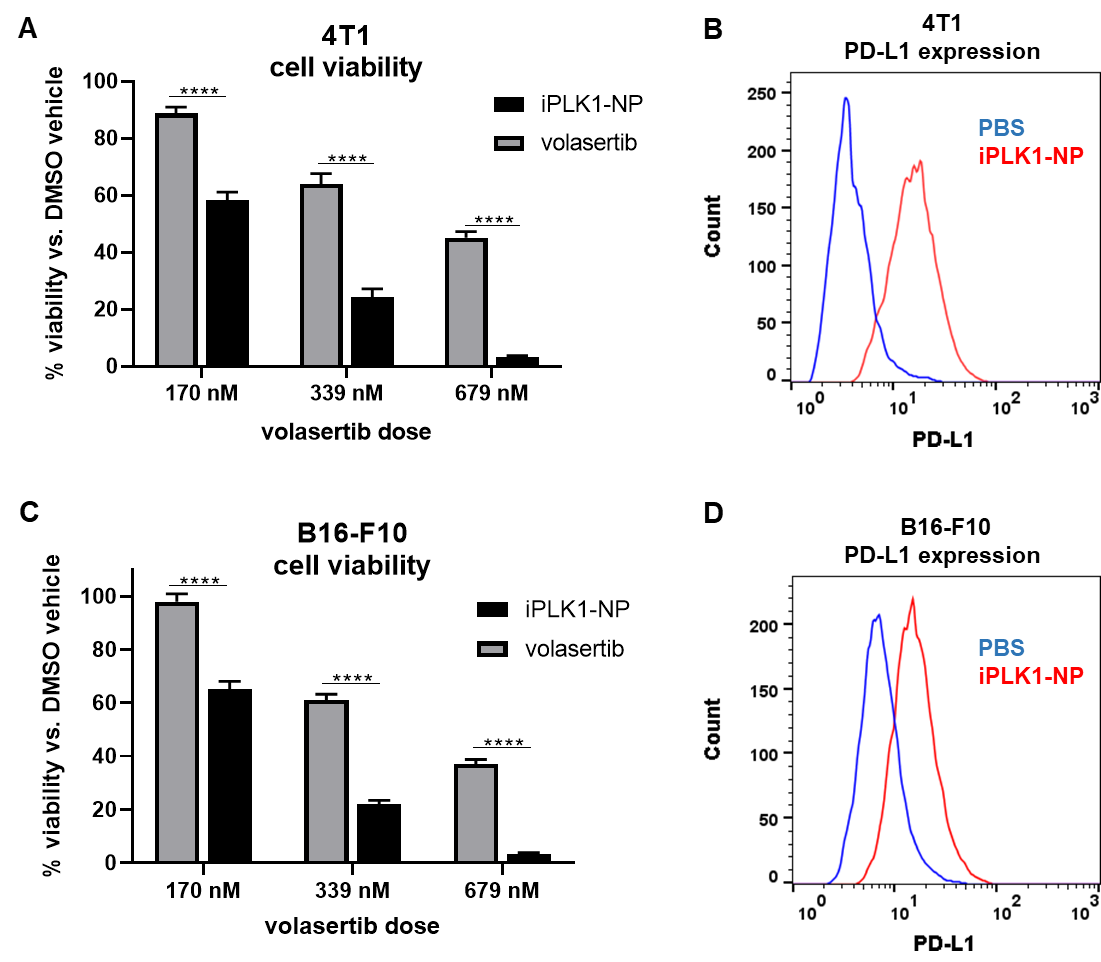 A
4T1
cell viability
% viability vs. DMSO vehicle
100
80
60
40
20
0
****
****
****
iPLK1-NP
volasertib
170 nM
339 nM
679 nM
volasertib dose
B
4T1
PD-L1 expression
Count
250
200
150
100
50
0
PBS
iPLK1-NP
10^0
10^1
10^2
10^3
PD-L1
C
B16-F10
cell viability
% viability vs. DMSO vehicle
100
80
60
40
20
0
****
****
****
iPLK1-NP
volasertib
170 nM
339 nM
679 nM
volasertib dose
D
B16-F10
PD-L1 expression
Count
200
150
100
50
0
PBS
iPLK1-NP
10^0
10^1
10^2
10^3
PD-L1